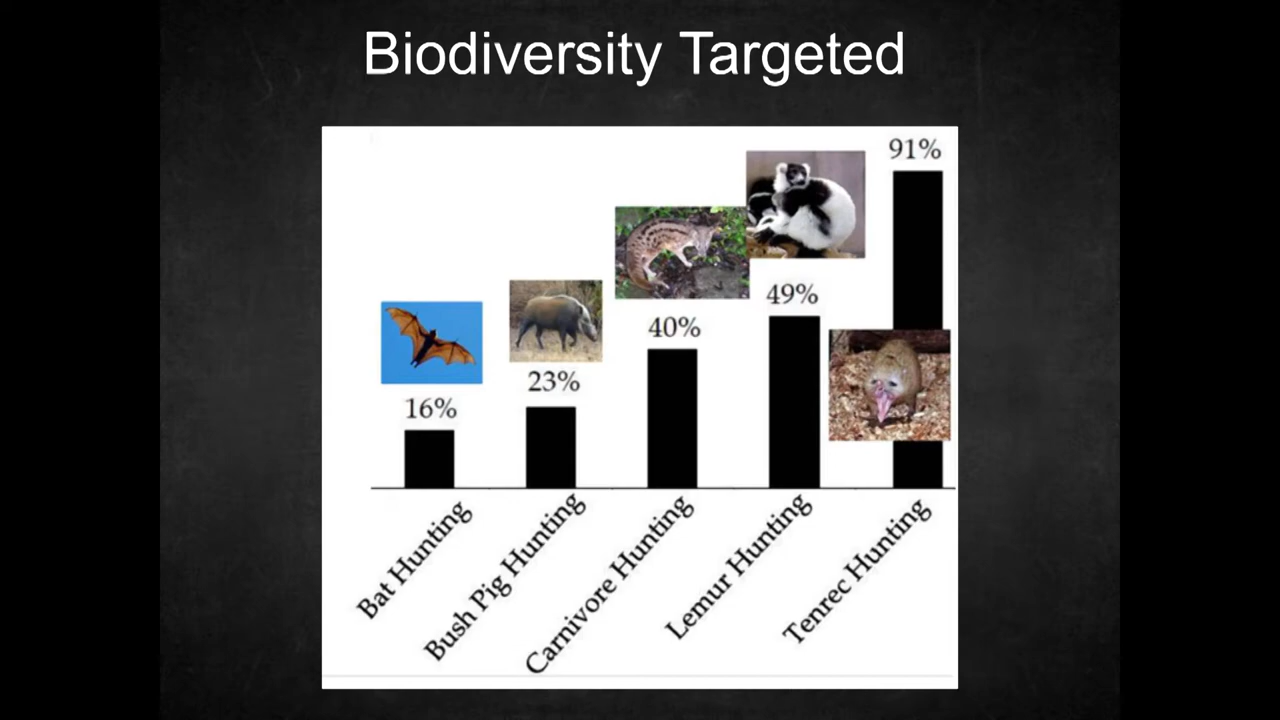 Biodiversity Targeted
91%
49%
40%
23%
16%
Bat Hunting
Bush Pig Hunting
Carnivore Hunting
Lemur Hunting
Tenrec Hunting